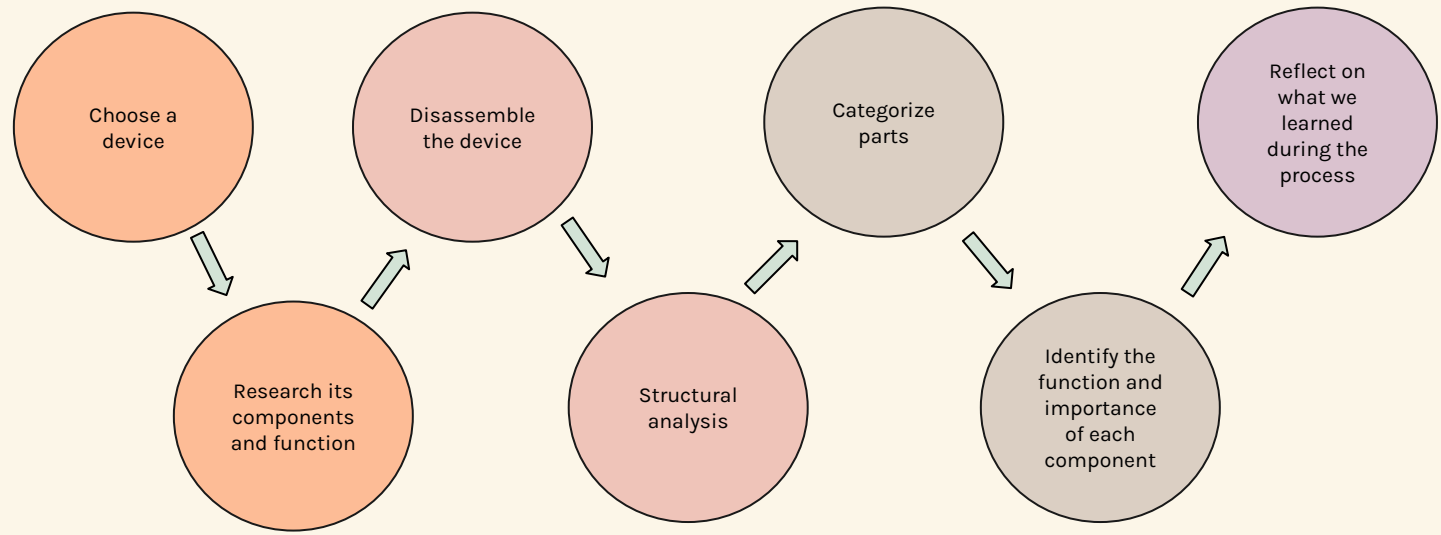 Choose a
device
Research its
components
and function
Disassemble
the device
Structural
analysis
Categorize
parts
Identify the
function and
importance
of each
component
Reflect on
what we
learned
during the
process